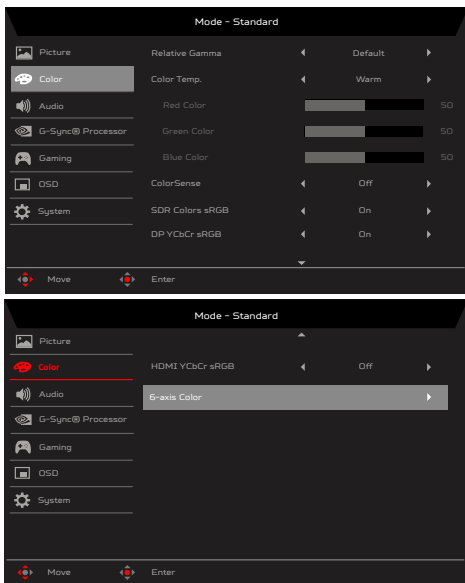 Mode - Standard
Picture
Relative Gamma Default
Color
Color Temp. Warm
Audio
Red Color 50
G-Sync® Processor
Green Color 50
Gaming
Blue Color 50
OSD
ColorSense Off
System
SDR Colors sRGB On
DP YCbCr sRGB On
Move Enter
Mode - Standard
Picture
Color
HDMI YCbCr sRGB Off
Audio
6-axis Color
G-Sync® Processor
Gaming
OSD
System
Move Enter